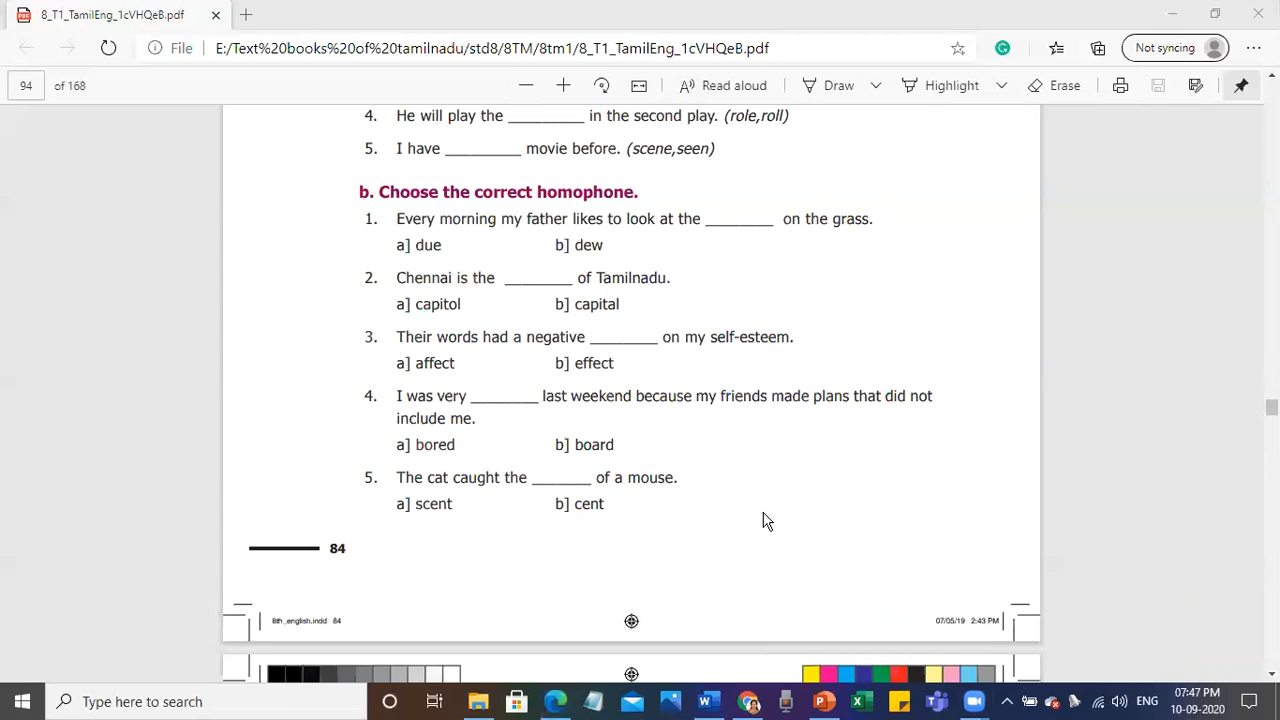 8_T1_TamilEng_1cVHQeB.pdf
File E:/Text%20books%20of%20tamilnadu/std8/8TM/8tm1/8_T1_TamilEng_1cVHQeB.pdf Not syncing
94 of 168 Read aloud Draw Highlight Erase
4. He will play the _________ in the second play. (role,roll)
5. I have _________ movie before. (scene,seen)
b. Choose the correct homophone.
1. Every morning my father likes to look at the ________ on the grass.
a] due b] dew
2. Chennai is the ________ of Tamilnadu.
a] capitol b] capital
3. Their words had a negative ________ on my self-esteem.
a] affect b] effect
4. I was very ________ last weekend because my friends made plans that did not
include me.
a] bored b] board
5. The cat caught the _______ of a mouse.
a] scent b] cent
84
8th_english.indd 84 07/05/19 2:43 PM
Type here to search ENG 07:47 PM
10-09-2020